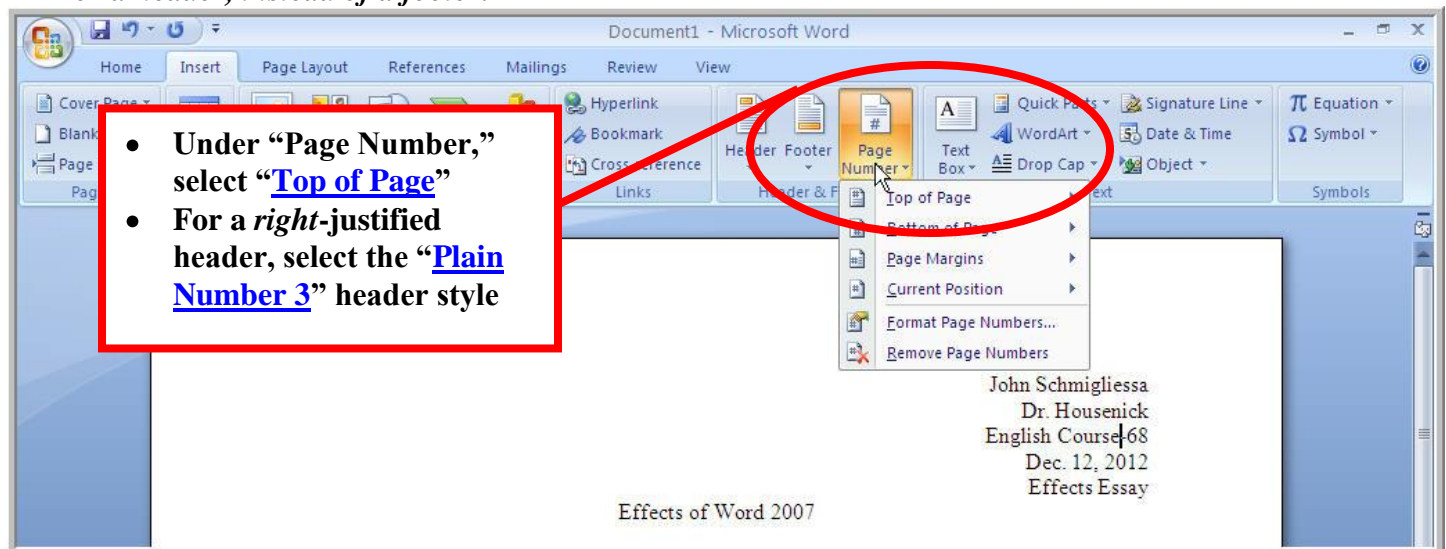 Document1 - Microsoft Word
Home Insert Page Layout References Mailings Review View
Cover Page
Blank
Page
Hyperlink
Bookmark
Links
Header Footer Page Number
Text Box
Quick Parts
WordArt
Drop Cap
Signature Line
Date & Time
Object
π Equation
Ω Symbol
Symbols
• Under “Page Number,”
select “Top of Page”
• For a right-justified
header, select the “Plain
Number 3” header style
Top of Page
Bottom of Page
Page Margins
Current Position
Format Page Numbers...
Remove Page Numbers
John Schmigliessa
Dr. Housenick
English Course-68
Dec. 12, 2012
Effects Essay
Effects of Word 2007